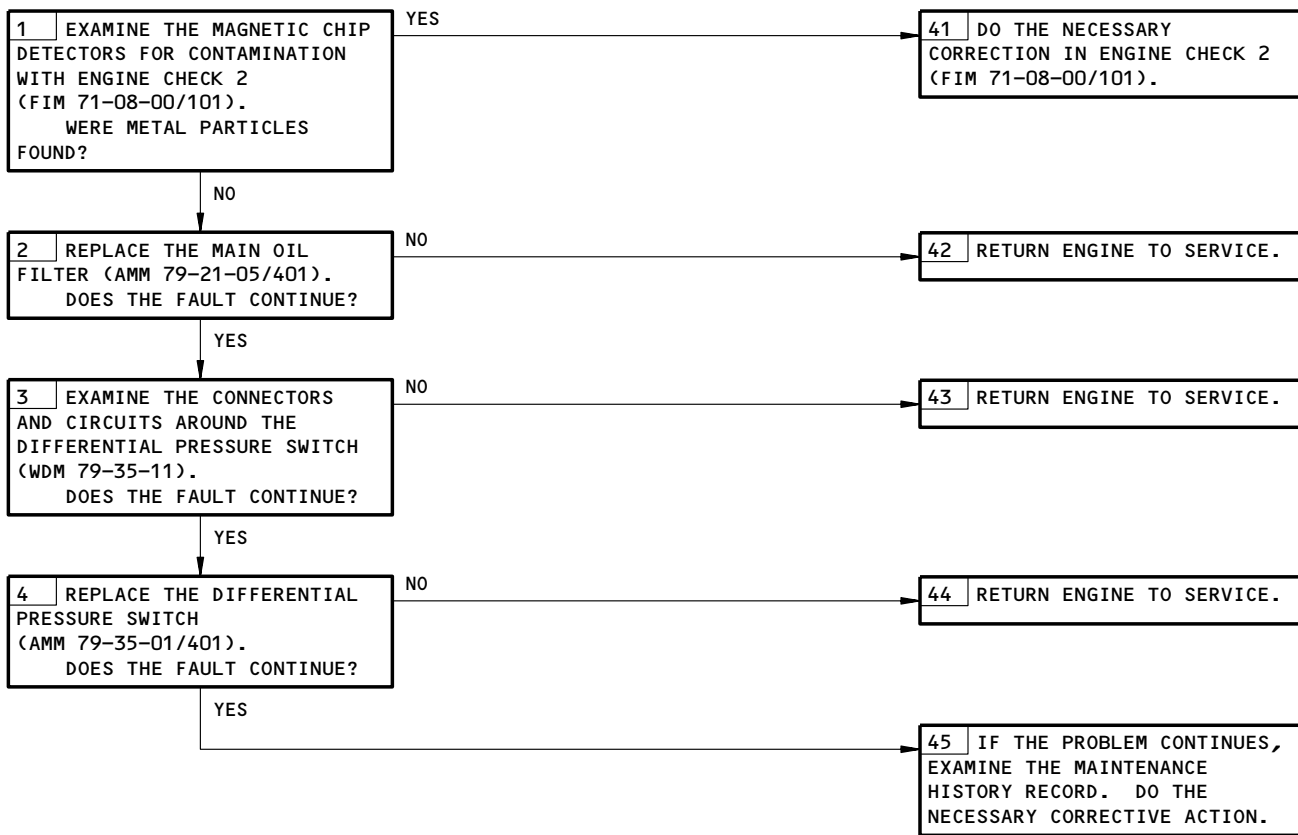 1 EXAMINE THE MAGNETIC CHIP
DETECTORS FOR CONTAMINATION
WITH ENGINE CHECK 2
(FIM 71-08-00/101).
WERE METAL PARTICLES
FOUND?
YES
41 DO THE NECESSARY
CORRECTION IN ENGINE CHECK 2
(FIM 71-08-00/101).
NO
2 REPLACE THE MAIN OIL
FILTER (AMM 79-21-05/401).
DOES THE FAULT CONTINUE?
NO
42 RETURN ENGINE TO SERVICE.
YES
3 EXAMINE THE CONNECTORS
AND CIRCUITS AROUND THE
DIFFERENTIAL PRESSURE SWITCH
(WDM 79-35-11).
DOES THE FAULT CONTINUE?
NO
43 RETURN ENGINE TO SERVICE.
YES
4 REPLACE THE DIFFERENTIAL
PRESSURE SWITCH
(AMM 79-35-01/401).
DOES THE FAULT CONTINUE?
NO
44 RETURN ENGINE TO SERVICE.
YES
45 IF THE PROBLEM CONTINUES,
EXAMINE THE MAINTENANCE
HISTORY RECORD. DO THE
NECESSARY CORRECTIVE ACTION.